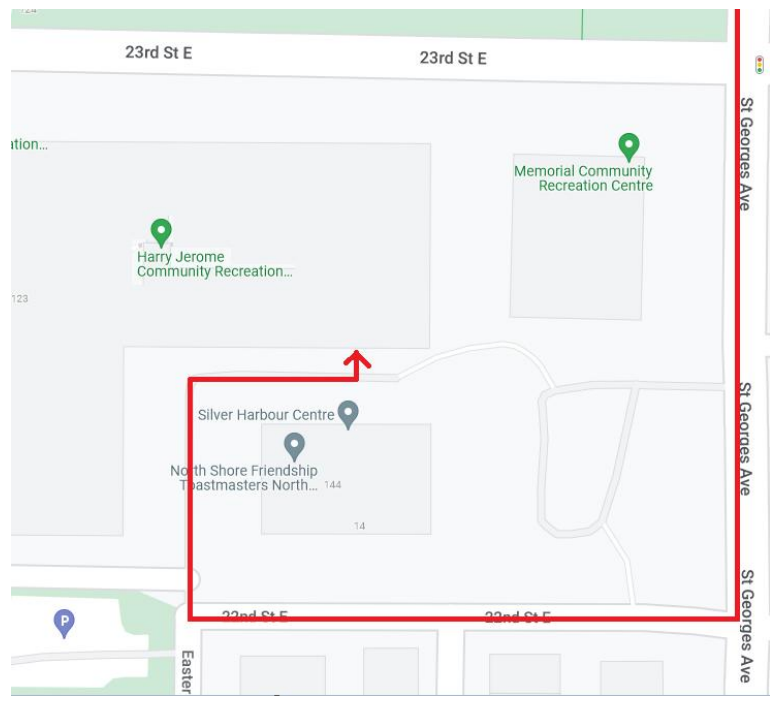 124
23rd St E
23rd St E
St Georges Ave
ation...
Memorial Community
Recreation Centre
Harry Jerome
Community Recreation...
123
St Georges Ave
Silver Harbour Centre
North Shore Friendship
Toastmasters North...
144
14
22nd St E
22nd St E
St Georges Ave
P
Easter